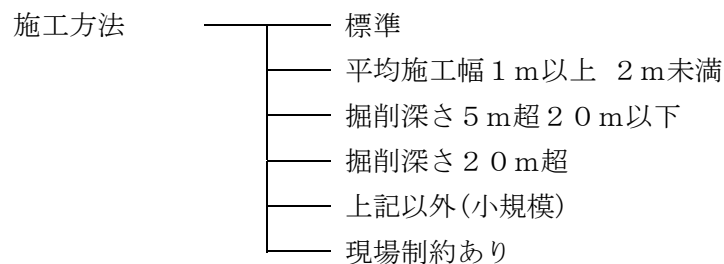 施工方法
標準
平均施工幅１ｍ以上 ２ｍ未満
掘削深さ５ｍ超２０ｍ以下
掘削深さ２０ｍ超
上記以外(小規模)
現場制約あり